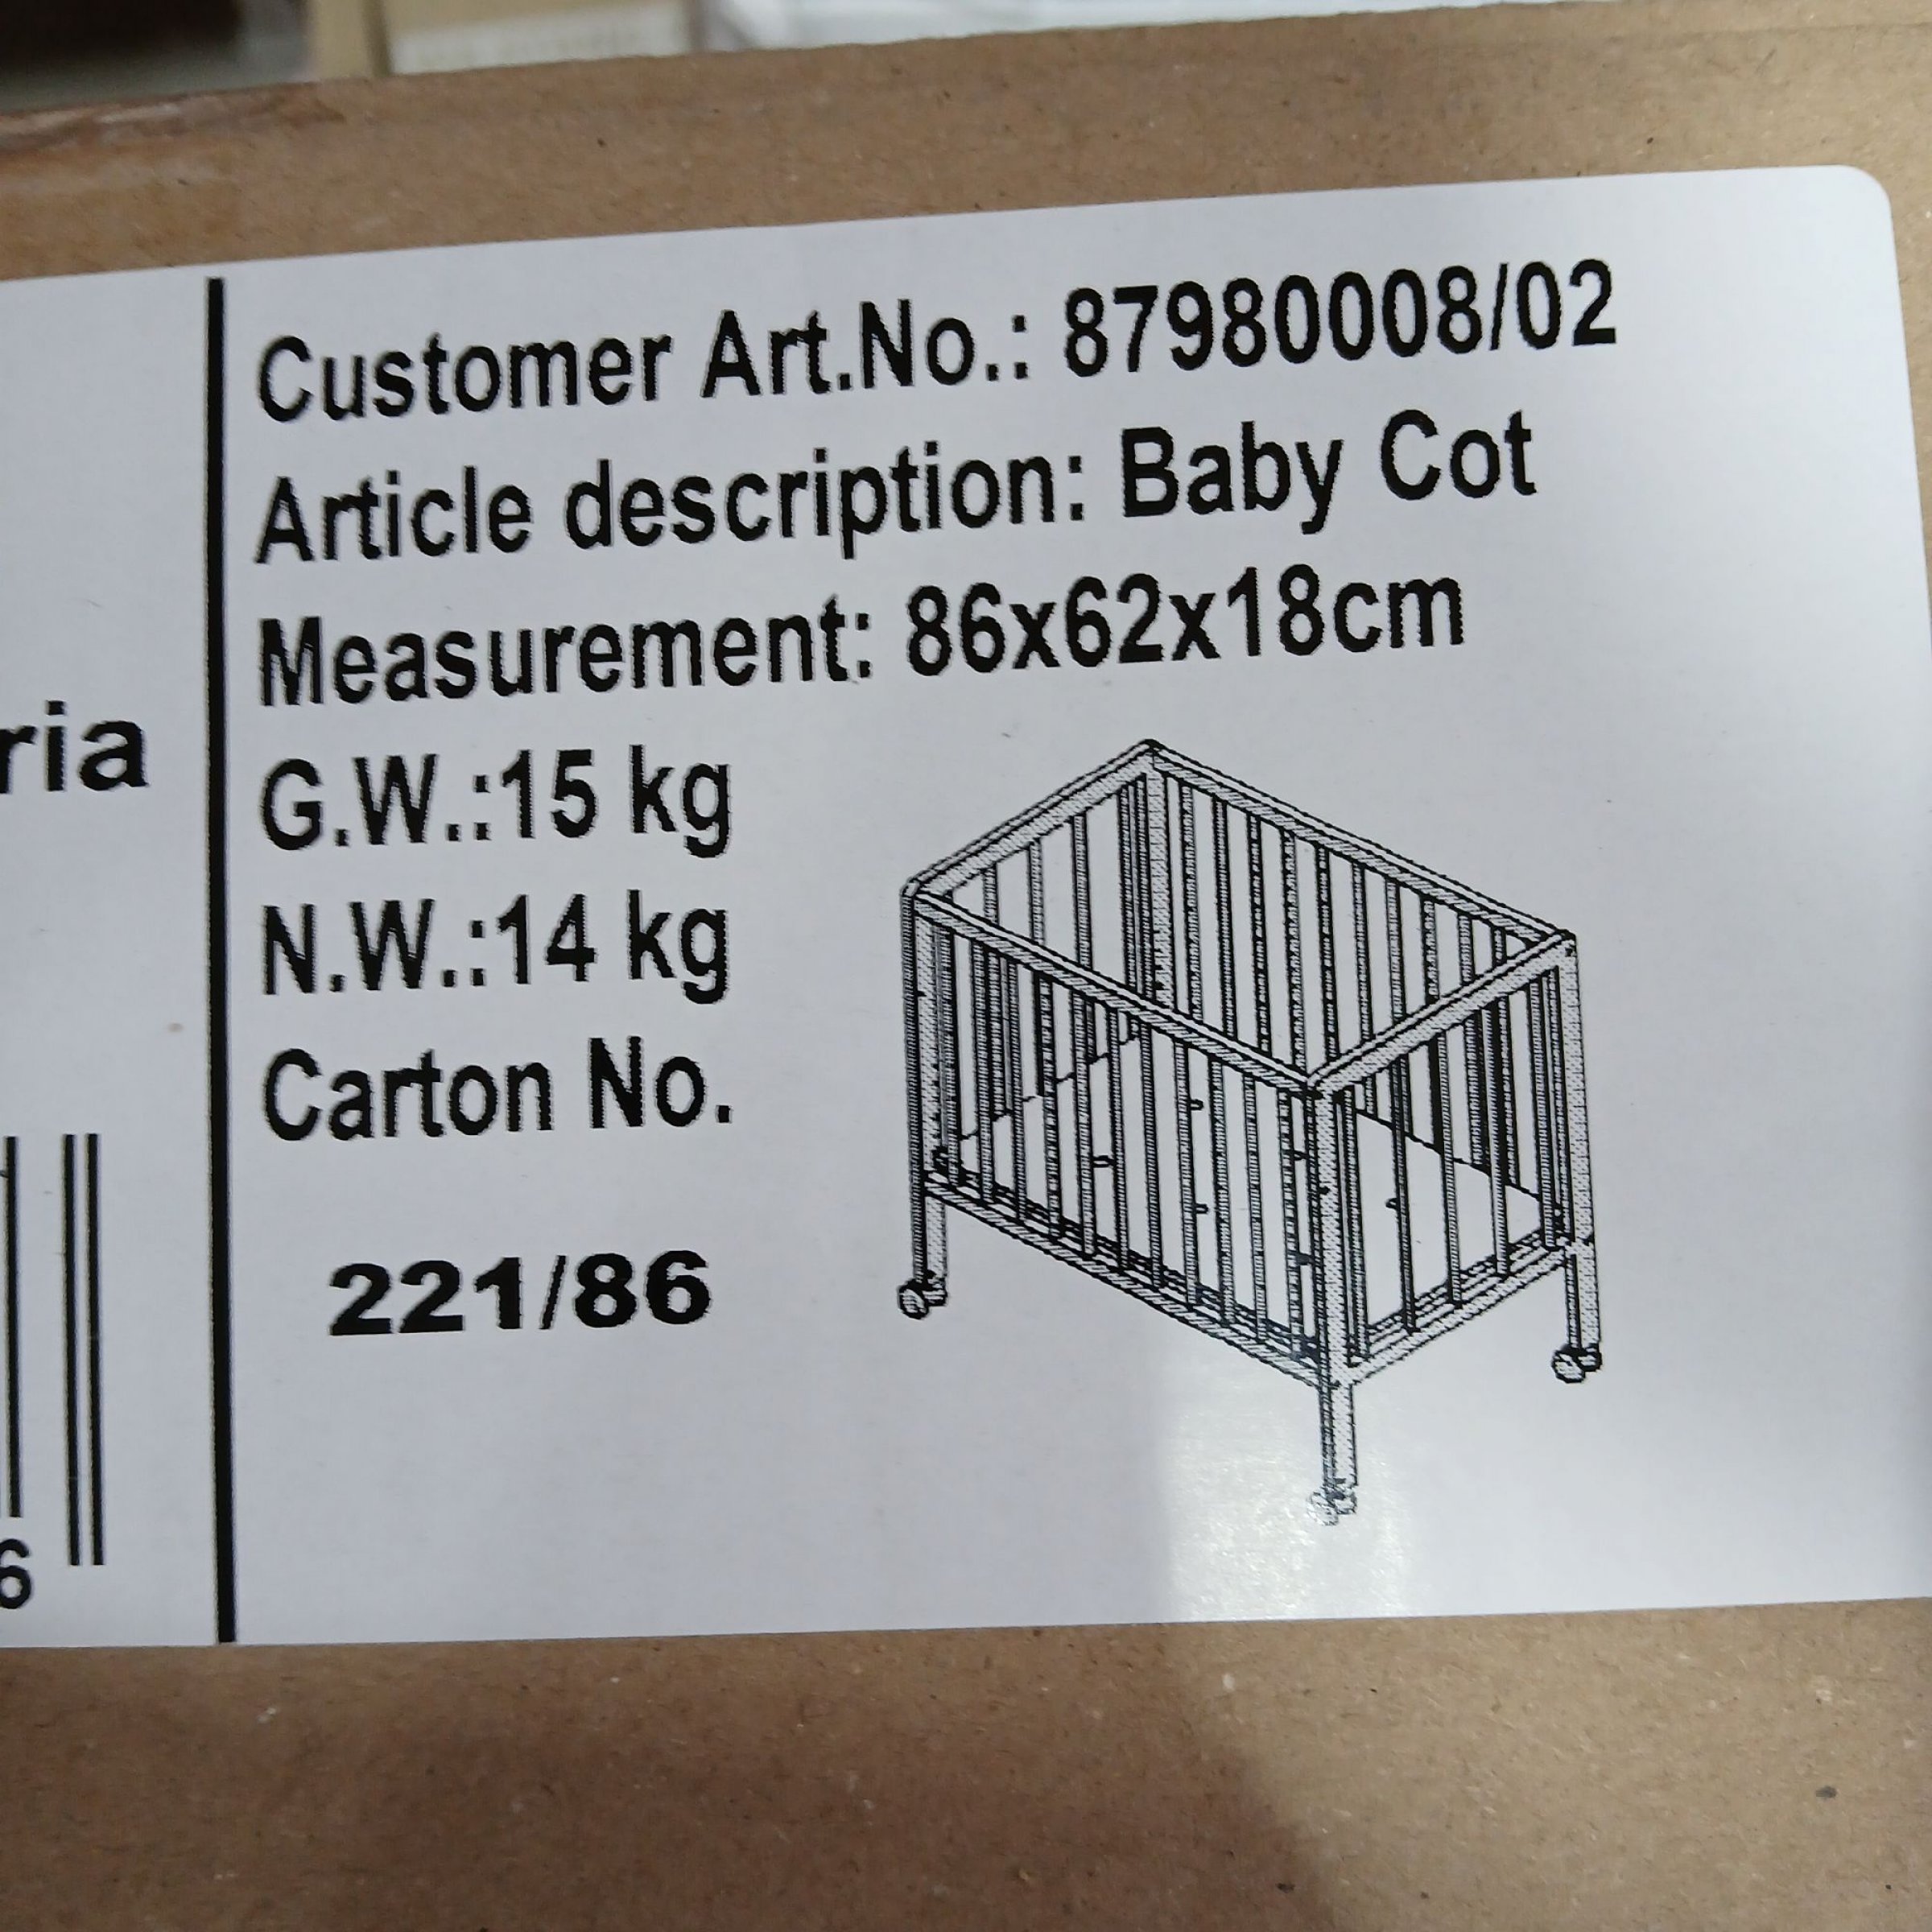 Customer Art.No.: 87980008/02
Article description: Baby Cot
Measurement: 86x62x18cm
ria
G.W.:15 kg
N.W.:14 kg
Carton No.
221/86
6